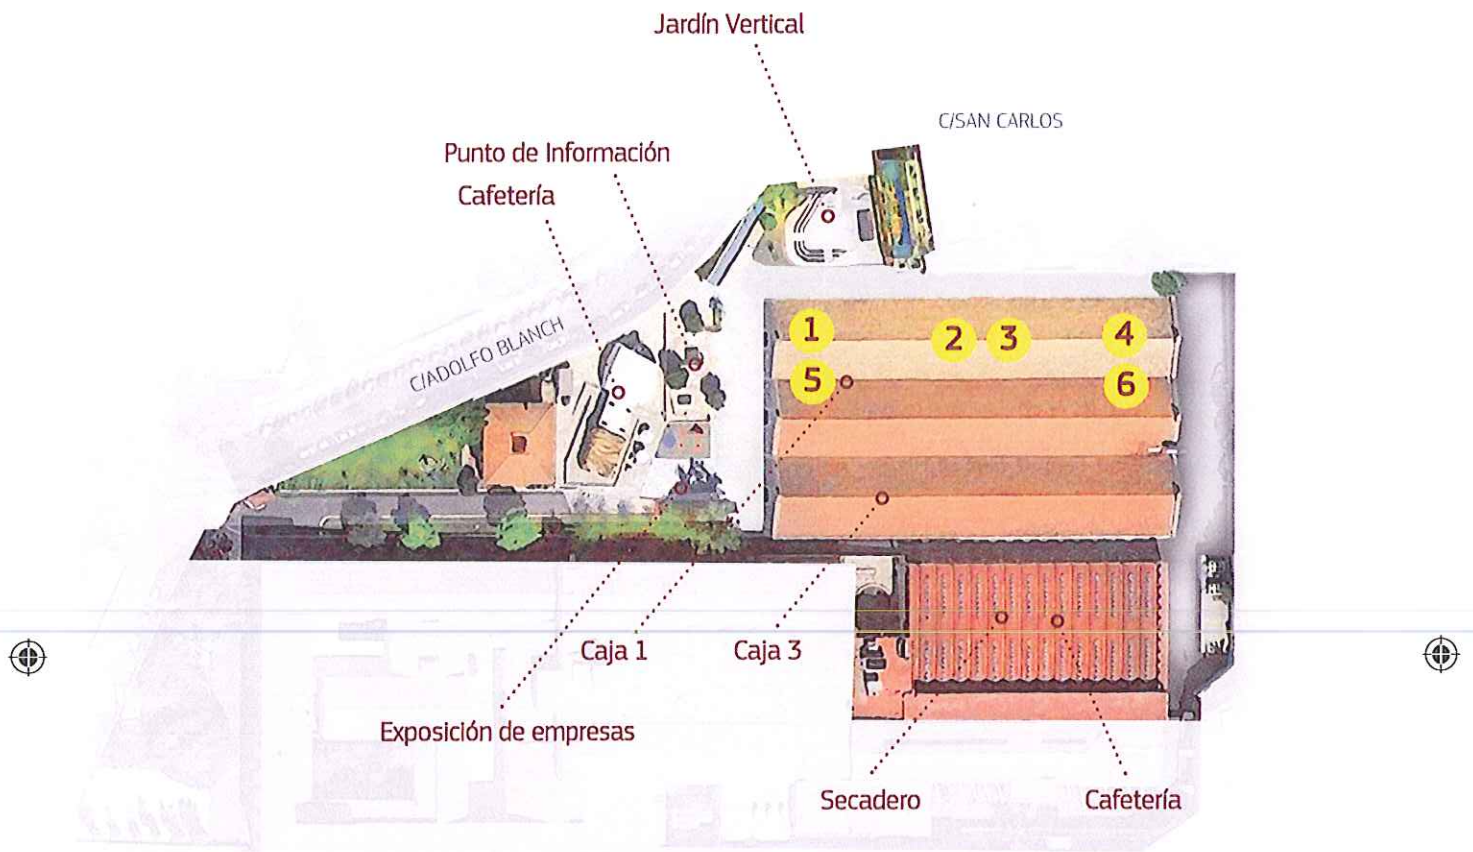 Jardín Vertical
C/SAN CARLOS
Punto de Información
Cafetería
C/ADOLFO BLANCH
1
2
3
4
5
6
Caja 1
Caja 3
Exposición de empresas
Secadero
Cafetería